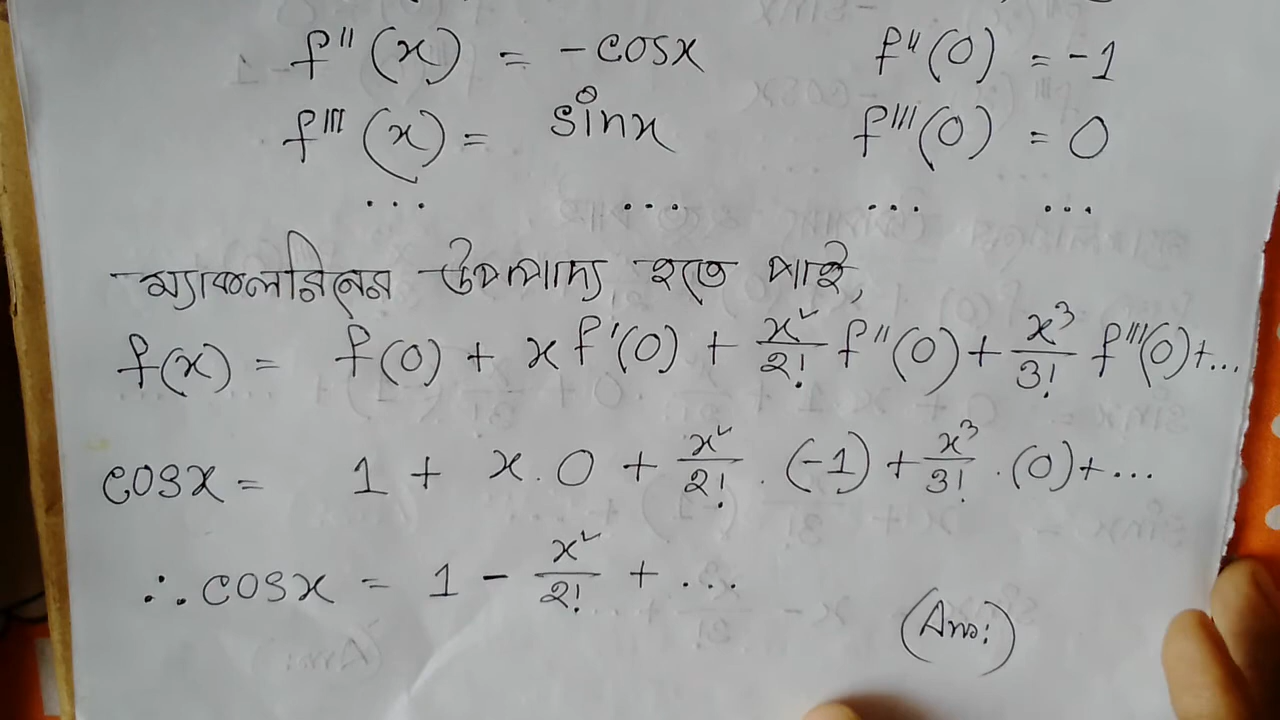 f''(x) = -cosx f''(0) = -1
f'''(x) = sinx f'''(0) = 0
... ... ... ...
ম্যাকলরিনের উপপাদ্য হতে পাই,
f(x) = f(0) + x f'(0) + x²/2! f''(0) + x³/3! f'''(0) + ...
cosx = 1 + x.0 + x²/2! . (-1) + x³/3! . (0) + ...
∴ cosx = 1 - x²/2! + ...
(Ans:)